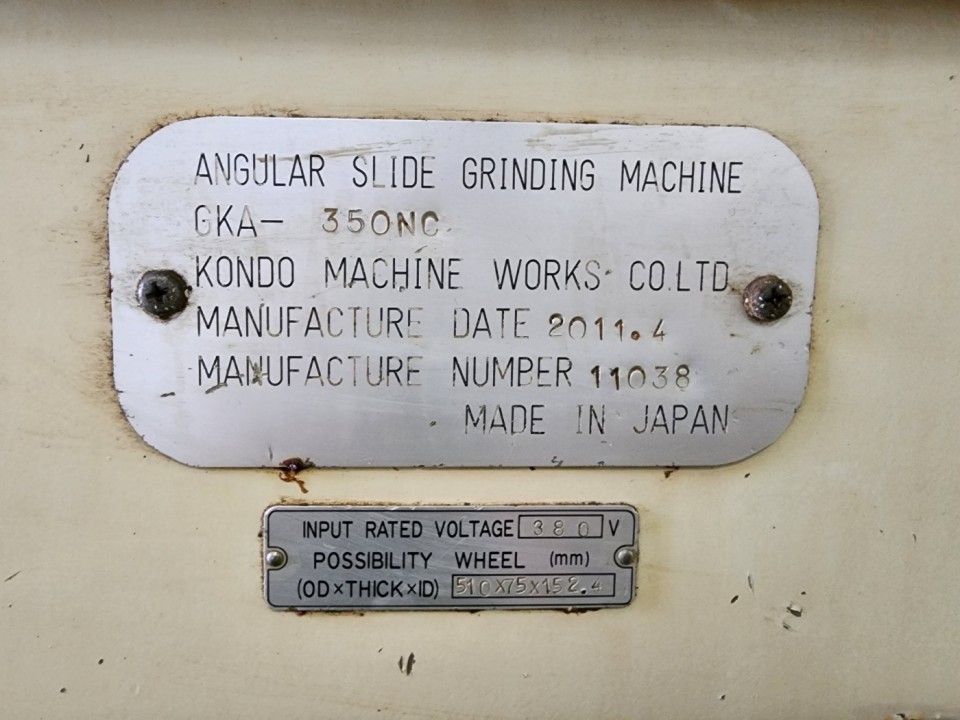 ANGULAR SLIDE GRINDING MACHINE
GKA- 350NC
KONDO MACHINE WORKS CO.LTD
MANUFACTURE DATE 2011.4
MANUFACTURE NUMBER 11038
MADE IN JAPAN
INPUT RATED VOLTAGE 380 V
POSSIBILITY WHEEL (mm)
(OD×THICK×ID) 510X75X152.4